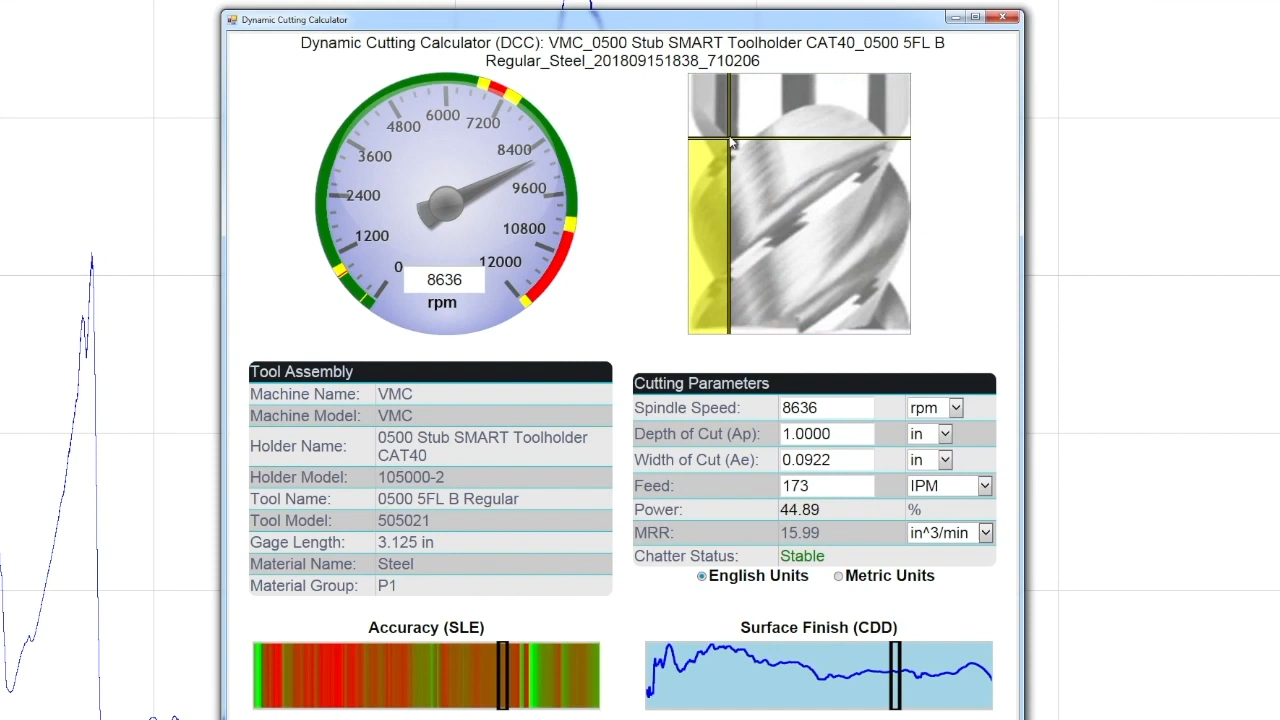 Dynamic Cutting Calculator
Dynamic Cutting Calculator (DCC): VMC_0500 Stub SMART Toolholder CAT40_0500 5FL B
Regular_Steel_201809151838_710206
0
1200
2400
3600
4800
6000
7200
8400
9600
10800
12000
8636
rpm
Tool Assembly
Machine Name: VMC
Machine Model: VMC
Holder Name: 0500 Stub SMART Toolholder
CAT40
Holder Model: 105000-2
Tool Name: 0500 5FL B Regular
Tool Model: 505021
Gage Length: 3.125 in
Material Name: Steel
Material Group: P1
Cutting Parameters
Spindle Speed: 8636 rpm
Depth of Cut (Ap): 1.0000 in
Width of Cut (Ae): 0.0922 in
Feed: 173 IPM
Power: 44.89 %
MRR: 15.99 in^3/min
Chatter Status: Stable
English Units Metric Units
Accuracy (SLE)
Surface Finish (CDD)